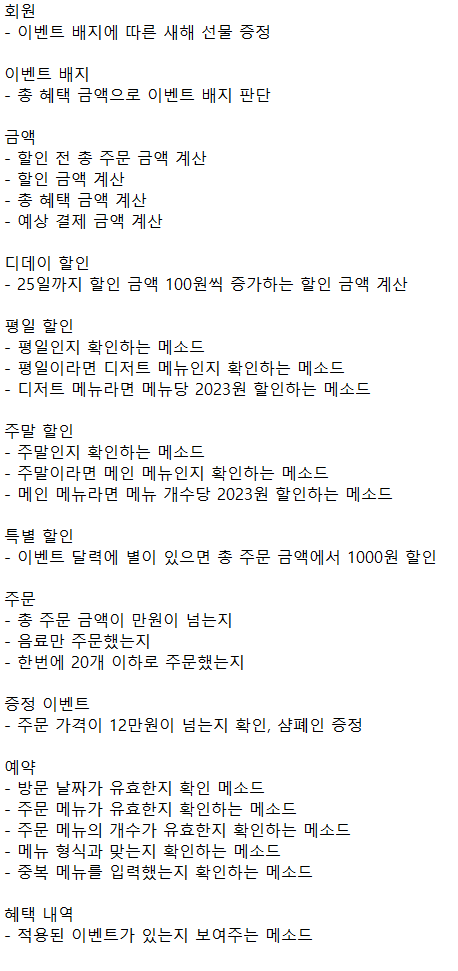 회원
- 이벤트 배지에 따른 새해 선물 증정
이벤트 배지
- 총 혜택 금액으로 이벤트 배지 판단
금액
- 할인 전 총 주문 금액 계산
- 할인 금액 계산
- 총 혜택 금액 계산
- 예상 결제 금액 계산
디데이 할인
- 25일까지 할인 금액 100원씩 증가하는 할인 금액 계산
평일 할인
- 평일인지 확인하는 메소드
- 평일이라면 디저트 메뉴인지 확인하는 메소드
- 디저트 메뉴라면 메뉴당 2023원 할인하는 메소드
주말 할인
- 주말인지 확인하는 메소드
- 주말이라면 메인 메뉴인지 확인하는 메소드
- 메인 메뉴라면 메뉴 개수당 2023원 할인하는 메소드
특별 할인
- 이벤트 달력에 별이 있으면 총 주문 금액에서 1000원 할인
주문
- 총 주문 금액이 만원이 넘는지
- 음료만 주문했는지
- 한번에 20개 이하로 주문했는지
증정 이벤트
- 주문 가격이 12만원이 넘는지 확인, 샴폐인 증정
예약
- 방문 날짜가 유효한지 확인 메소드
- 주문 메뉴가 유효한지 확인하는 메소드
- 주문 메뉴의 개수가 유효한지 확인하는 메소드
- 메뉴 형식과 맞는지 확인하는 메소드
- 중복 메뉴를 입력했는지 확인하는 메소드
혜택 내역
- 적용된 이벤트가 있는지 보여주는 메소드